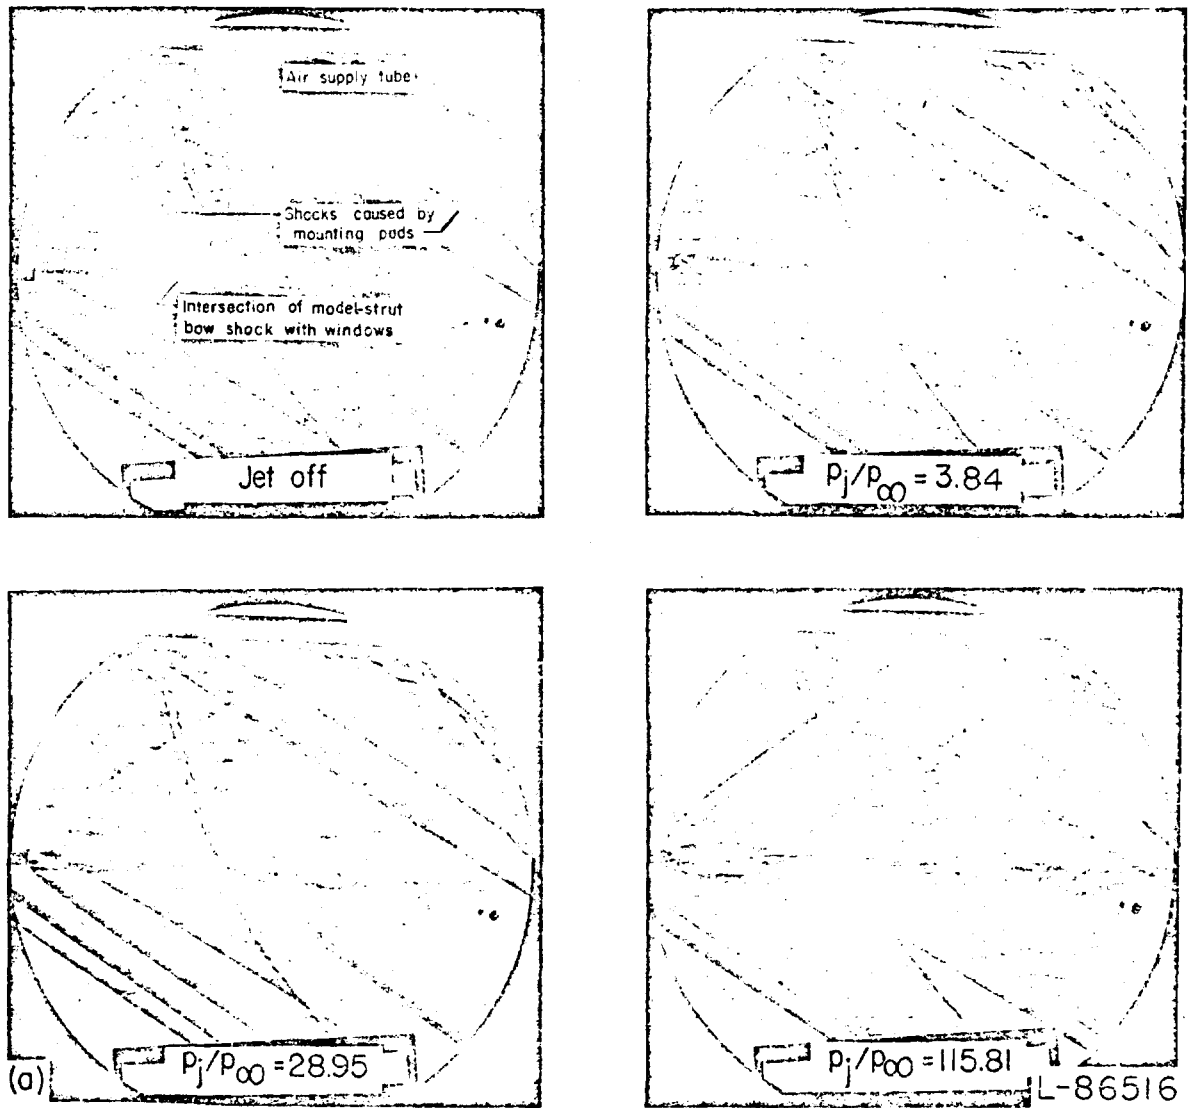 Air supply tube
Shocks caused by
mounting pads
Intersection of model-strut
bow shock with windows
Jet off
pj/p∞ = 3.84
(a)
pj/p∞ = 28.95
pj/p∞ = 115.81
L-86516